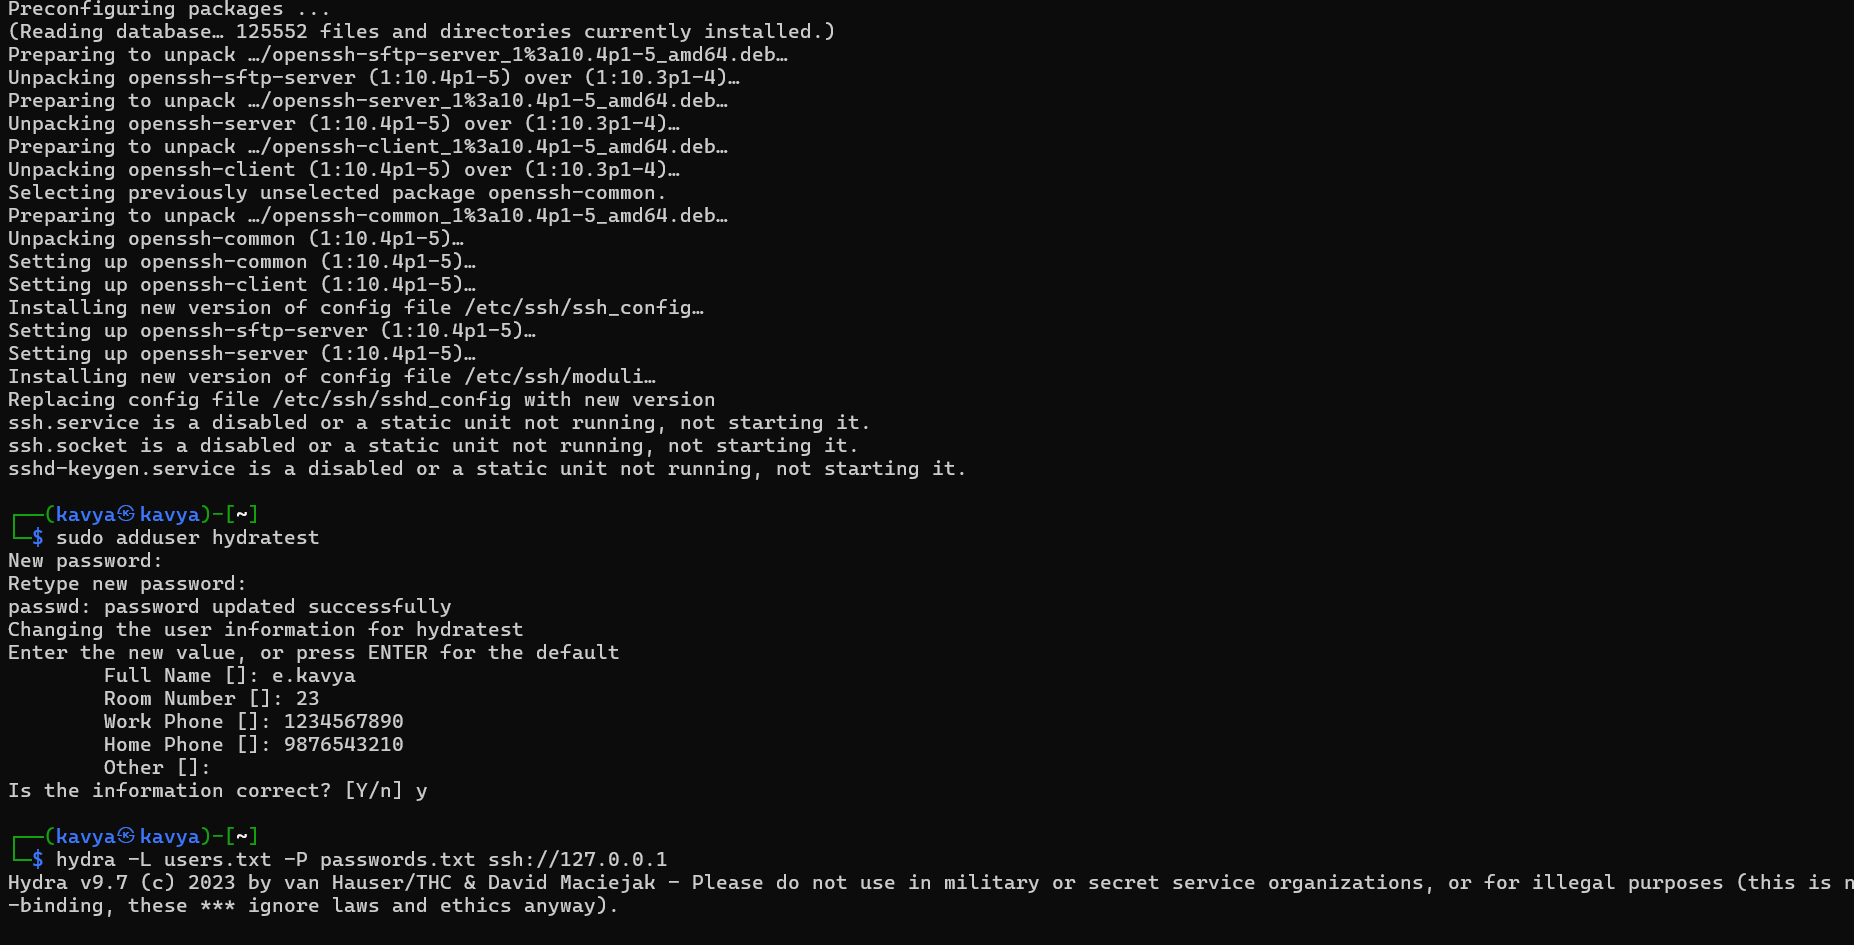 Preconfiguring packages ...
(Reading database… 125552 files and directories currently installed.)
Preparing to unpack …/openssh-sftp-server_1%3a10.4p1-5_amd64.deb…
Unpacking openssh-sftp-server (1:10.4p1-5) over (1:10.3p1-4)…
Preparing to unpack …/openssh-server_1%3a10.4p1-5_amd64.deb…
Unpacking openssh-server (1:10.4p1-5) over (1:10.3p1-4)…
Preparing to unpack …/openssh-client_1%3a10.4p1-5_amd64.deb…
Unpacking openssh-client (1:10.4p1-5) over (1:10.3p1-4)…
Selecting previously unselected package openssh-common.
Preparing to unpack …/openssh-common_1%3a10.4p1-5_amd64.deb…
Unpacking openssh-common (1:10.4p1-5)…
Setting up openssh-common (1:10.4p1-5)…
Setting up openssh-client (1:10.4p1-5)…
Installing new version of config file /etc/ssh/ssh_config…
Setting up openssh-sftp-server (1:10.4p1-5)…
Setting up openssh-server (1:10.4p1-5)…
Installing new version of config file /etc/ssh/moduli…
Replacing config file /etc/ssh/sshd_config with new version
ssh.service is a disabled or a static unit not running, not starting it.
ssh.socket is a disabled or a static unit not running, not starting it.
sshd-keygen.service is a disabled or a static unit not running, not starting it.
┌──(kavya㉿kavya)-[~]
└─$ sudo adduser hydratest
New password:
Retype new password:
passwd: password updated successfully
Changing the user information for hydratest
Enter the new value, or press ENTER for the default
Full Name []: e.kavya
Room Number []: 23
Work Phone []: 1234567890
Home Phone []: 9876543210
Other []:
Is the information correct? [Y/n] y
┌──(kavya㉿kavya)-[~]
└─$ hydra -L users.txt -P passwords.txt ssh://127.0.0.1
Hydra v9.7 (c) 2023 by van Hauser/THC & David Maciejak - Please do not use in military or secret service organizations, or for illegal purposes (this is n
-binding, these *** ignore laws and ethics anyway).